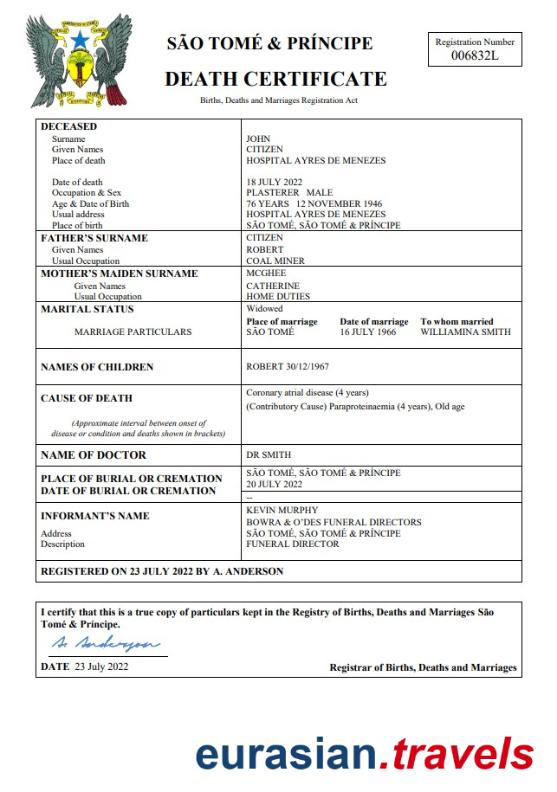 SÃO TOMÉ & PRÍNCIPE
DEATH CERTIFICATE
Births, Deaths and Marriages Registration Act
Registration Number
006832L
DECEASED
Surname JOHN
Given Names CITIZEN
Place of death HOSPITAL AYRES DE MENEZES
Date of death 18 JULY 2022
Occupation & Sex PLASTERER MALE
Age & Date of Birth 76 YEARS 12 NOVEMBER 1946
Usual address HOSPITAL AYRES DE MENEZES
Place of birth SÃO TOMÉ, SÃO TOMÉ & PRÍNCIPE
FATHER'S SURNAME CITIZEN
Given Names ROBERT
Usual Occupation COAL MINER
MOTHER'S MAIDEN SURNAME MCGHEE
Given Names CATHERINE
Usual Occupation HOME DUTIES
MARITAL STATUS Widowed
Place of marriage Date of marriage To whom married
MARRIAGE PARTICULARS SÃO TOMÉ 16 JULY 1966 WILLIAMINA SMITH
NAMES OF CHILDREN ROBERT 30/12/1967
CAUSE OF DEATH Coronary atrial disease (4 years)
(Contributory Cause) Paraproteinaemia (4 years), Old age
(Approximate interval between onset of
disease or condition and deaths shown in brackets)
NAME OF DOCTOR DR SMITH
PLACE OF BURIAL OR CREMATION SÃO TOMÉ, SÃO TOMÉ & PRÍNCIPE
DATE OF BURIAL OR CREMATION 20 JULY 2022
--
INFORMANT'S NAME KEVIN MURPHY
BOWRA & O'DES FUNERAL DIRECTORS
Address SÃO TOMÉ, SÃO TOMÉ & PRÍNCIPE
Description FUNERAL DIRECTOR
REGISTERED ON 23 JULY 2022 BY A. ANDERSON
I certify that this is a true copy of particulars kept in the Registry of Births, Deaths and Marriages São
Tomé & Príncipe.
A. Anderson
DATE 23 July 2022 Registrar of Births, Deaths and Marriages
eurasian.travels